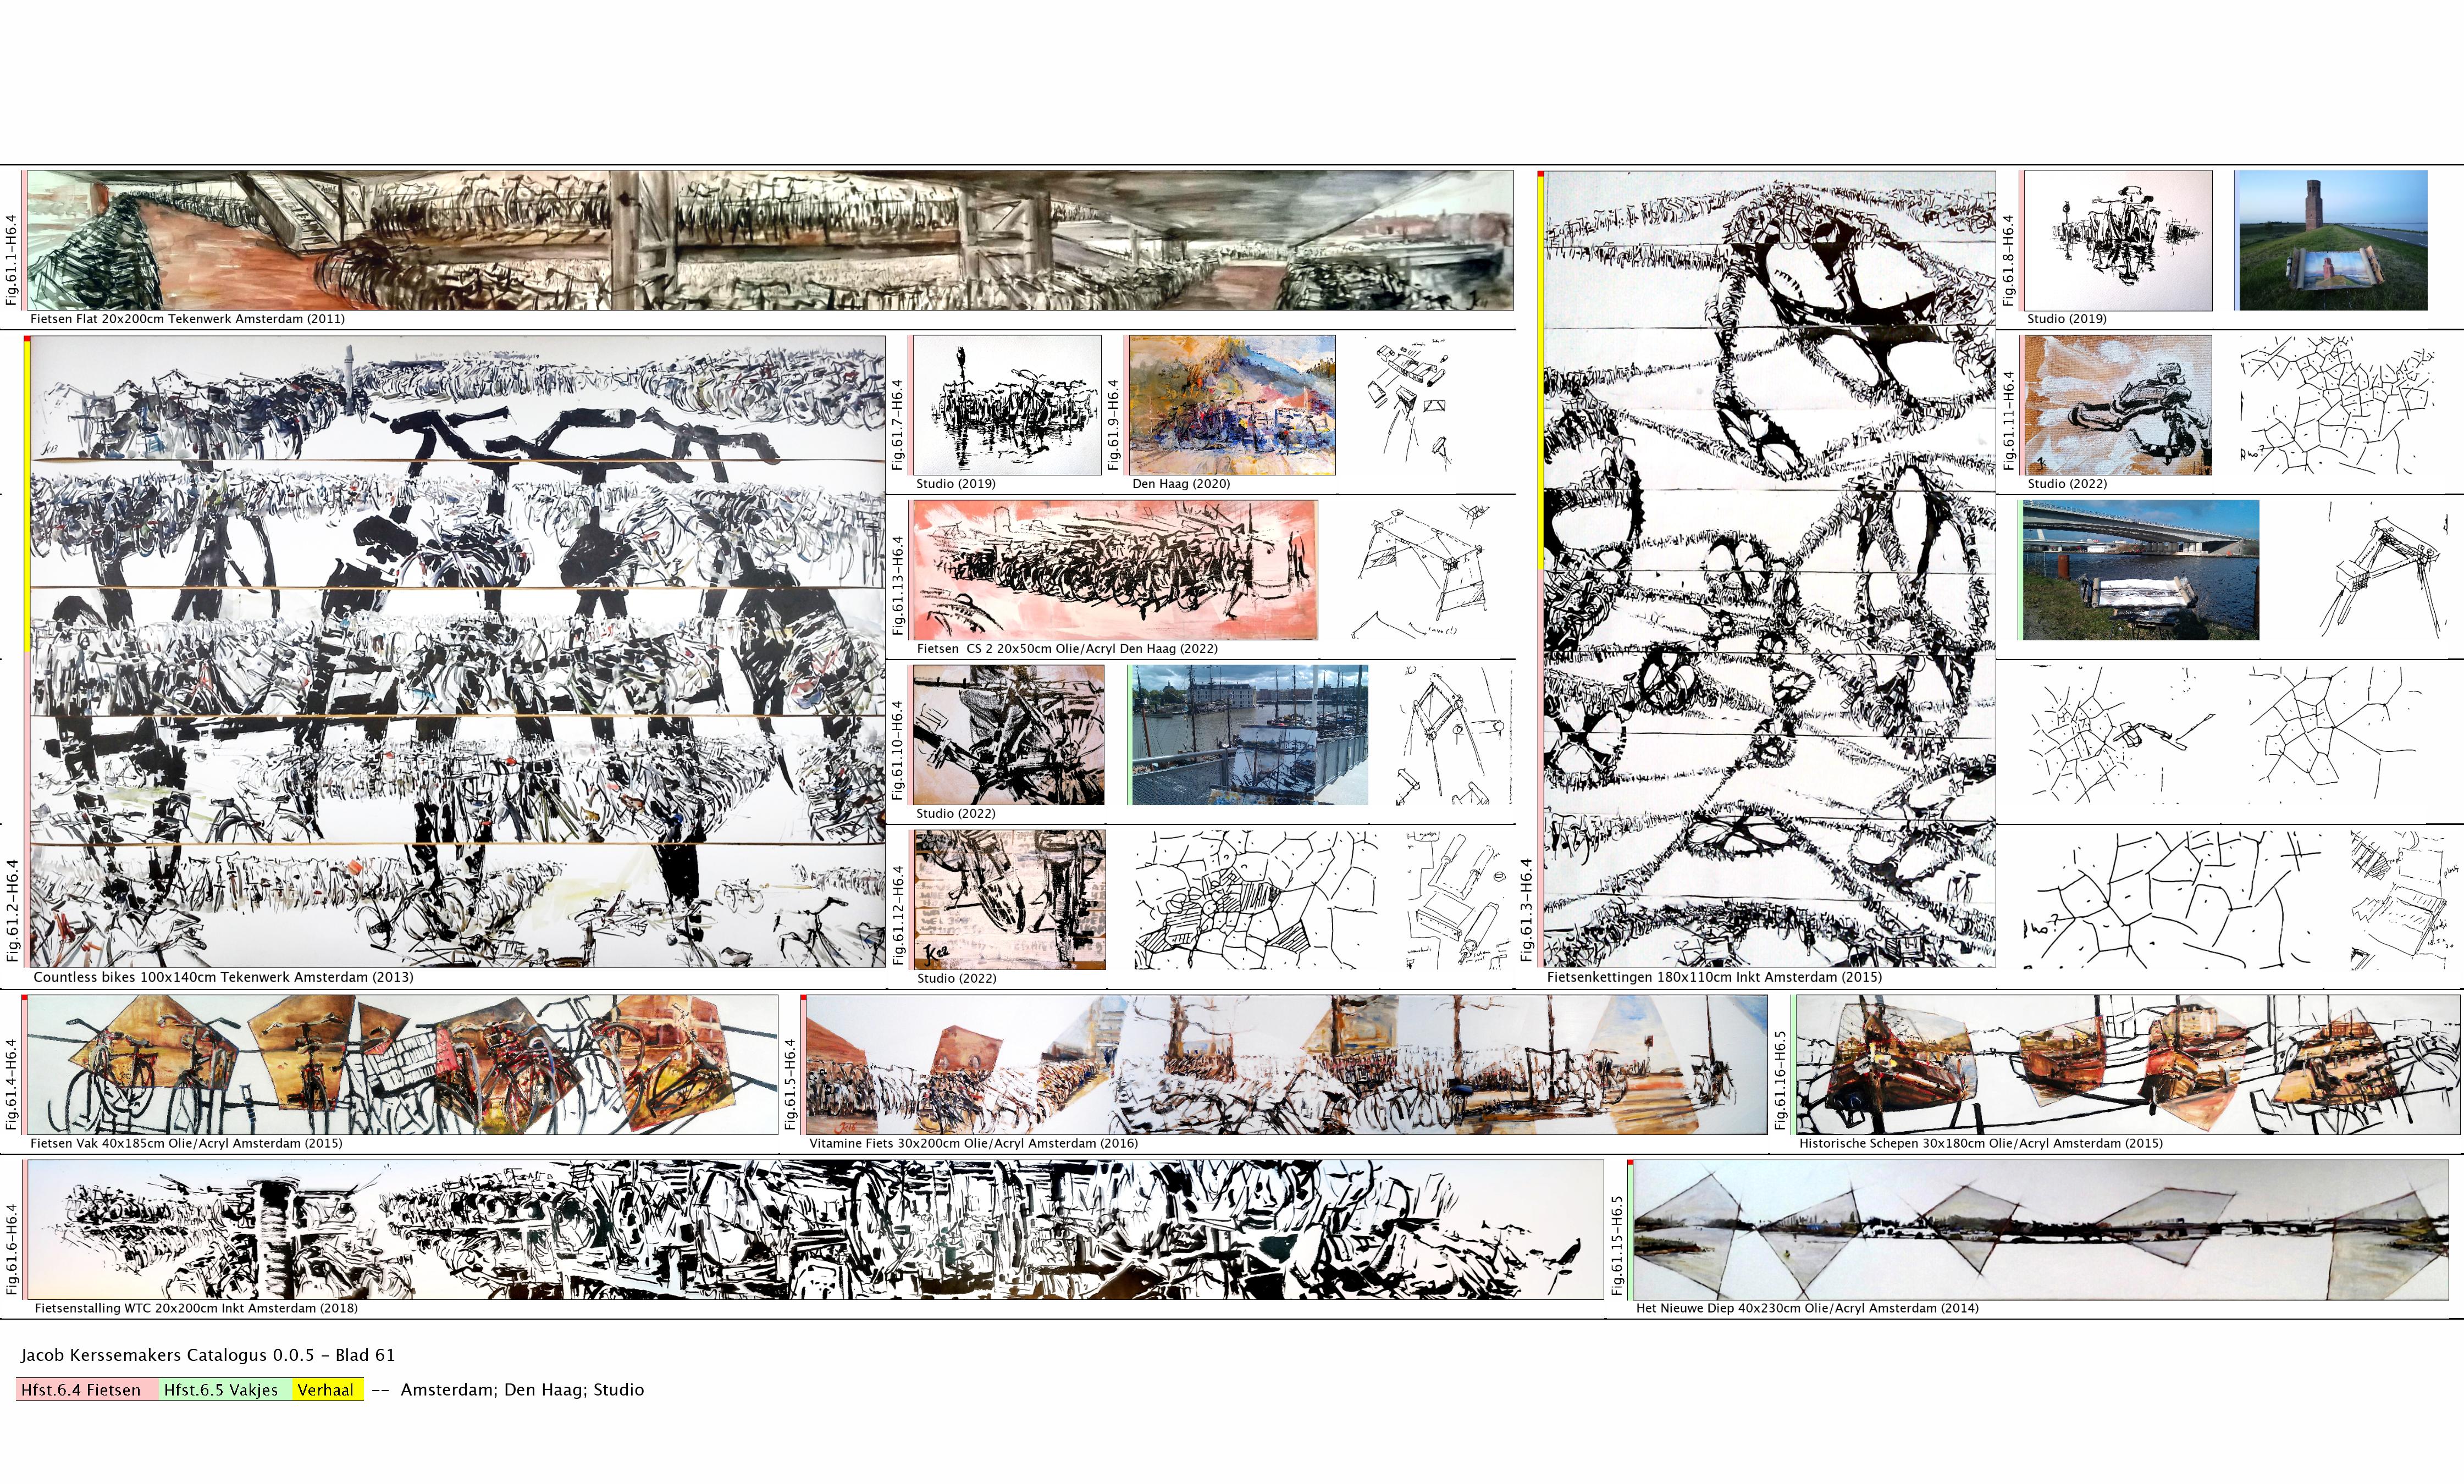 Fig.61.1-H6.4
Fietsen Flat 20x200cm Tekenwerk Amsterdam (2011)
Fig.61.8-H6.4
Studio (2019)
Fig.61.2-H6.4
Countless bikes 100x140cm Tekenwerk Amsterdam (2013)
Fig.61.7-H6.4
Studio (2019)
Fig.61.9-H6.4
Den Haag (2020)
Fig.61.13-H6.4
Fietsen CS 2 20x50cm Olie/Acryl Den Haag (2022)
Fig.61.10-H6.4
Studio (2022)
Fig.61.12-H6.4
JK22
Studio (2022)
Fig.61.3-H6.4
Fietsenkettingen 180x110cm Inkt Amsterdam (2015)
Fig.61.11-H6.4
Studio (2022)
Fig.61.4-H6.4
Fietsen Vak 40x185cm Olie/Acryl Amsterdam (2015)
Fig.61.5-H6.4
Vitamine Fiets 30x200cm Olie/Acryl Amsterdam (2016)
Fig.61.16-H6.5
Historische Schepen 30x180cm Olie/Acryl Amsterdam (2015)
Fig.61.6-H6.4
Fietsenstalling WTC 20x200cm Inkt Amsterdam (2018)
Fig.61.15-H6.5
Het Nieuwe Diep 40x230cm Olie/Acryl Amsterdam (2014)
Jacob Kerssemakers Catalogus 0.0.5 - Blad 61
Hfst.6.4 Fietsen Hfst.6.5 Vakjes Verhaal -- Amsterdam; Den Haag; Studio